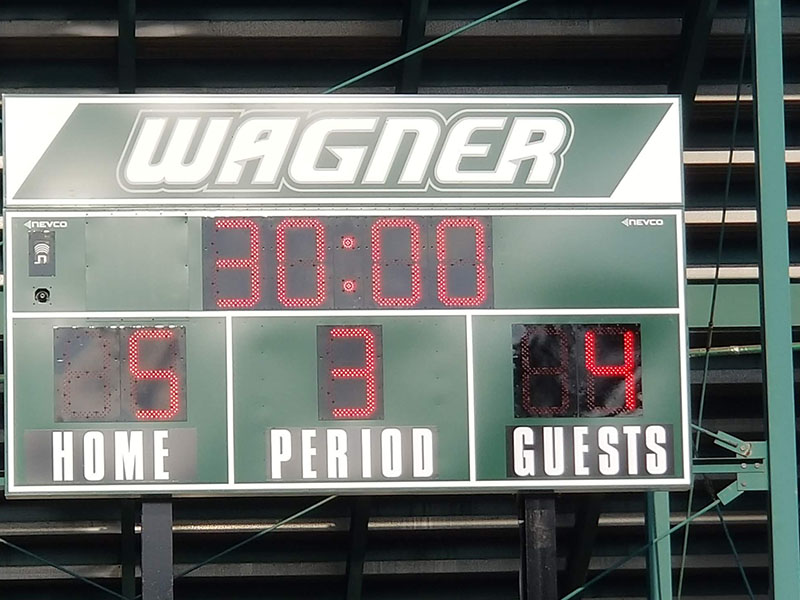 WAGNER
NEVCO NEVCO
30:00
5 3 4
HOME PERIOD GUESTS